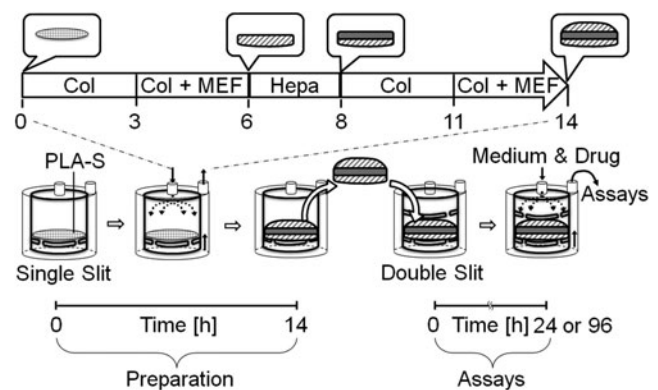 Col Col + MEF Hepa Col Col + MEF
0 3 6 8 11 14
PLA-S
Medium & Drug
Assays
Single Slit
Double Slit
0 Time [h] 14
0 Time [h] 24 or 96
Preparation
Assays